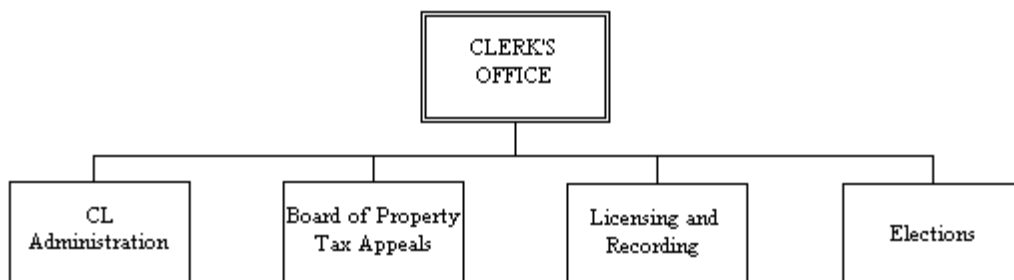 CLERK'S
OFFICE
CL
Administration
Board of Property
Tax Appeals
Licensing and
Recording
Elections